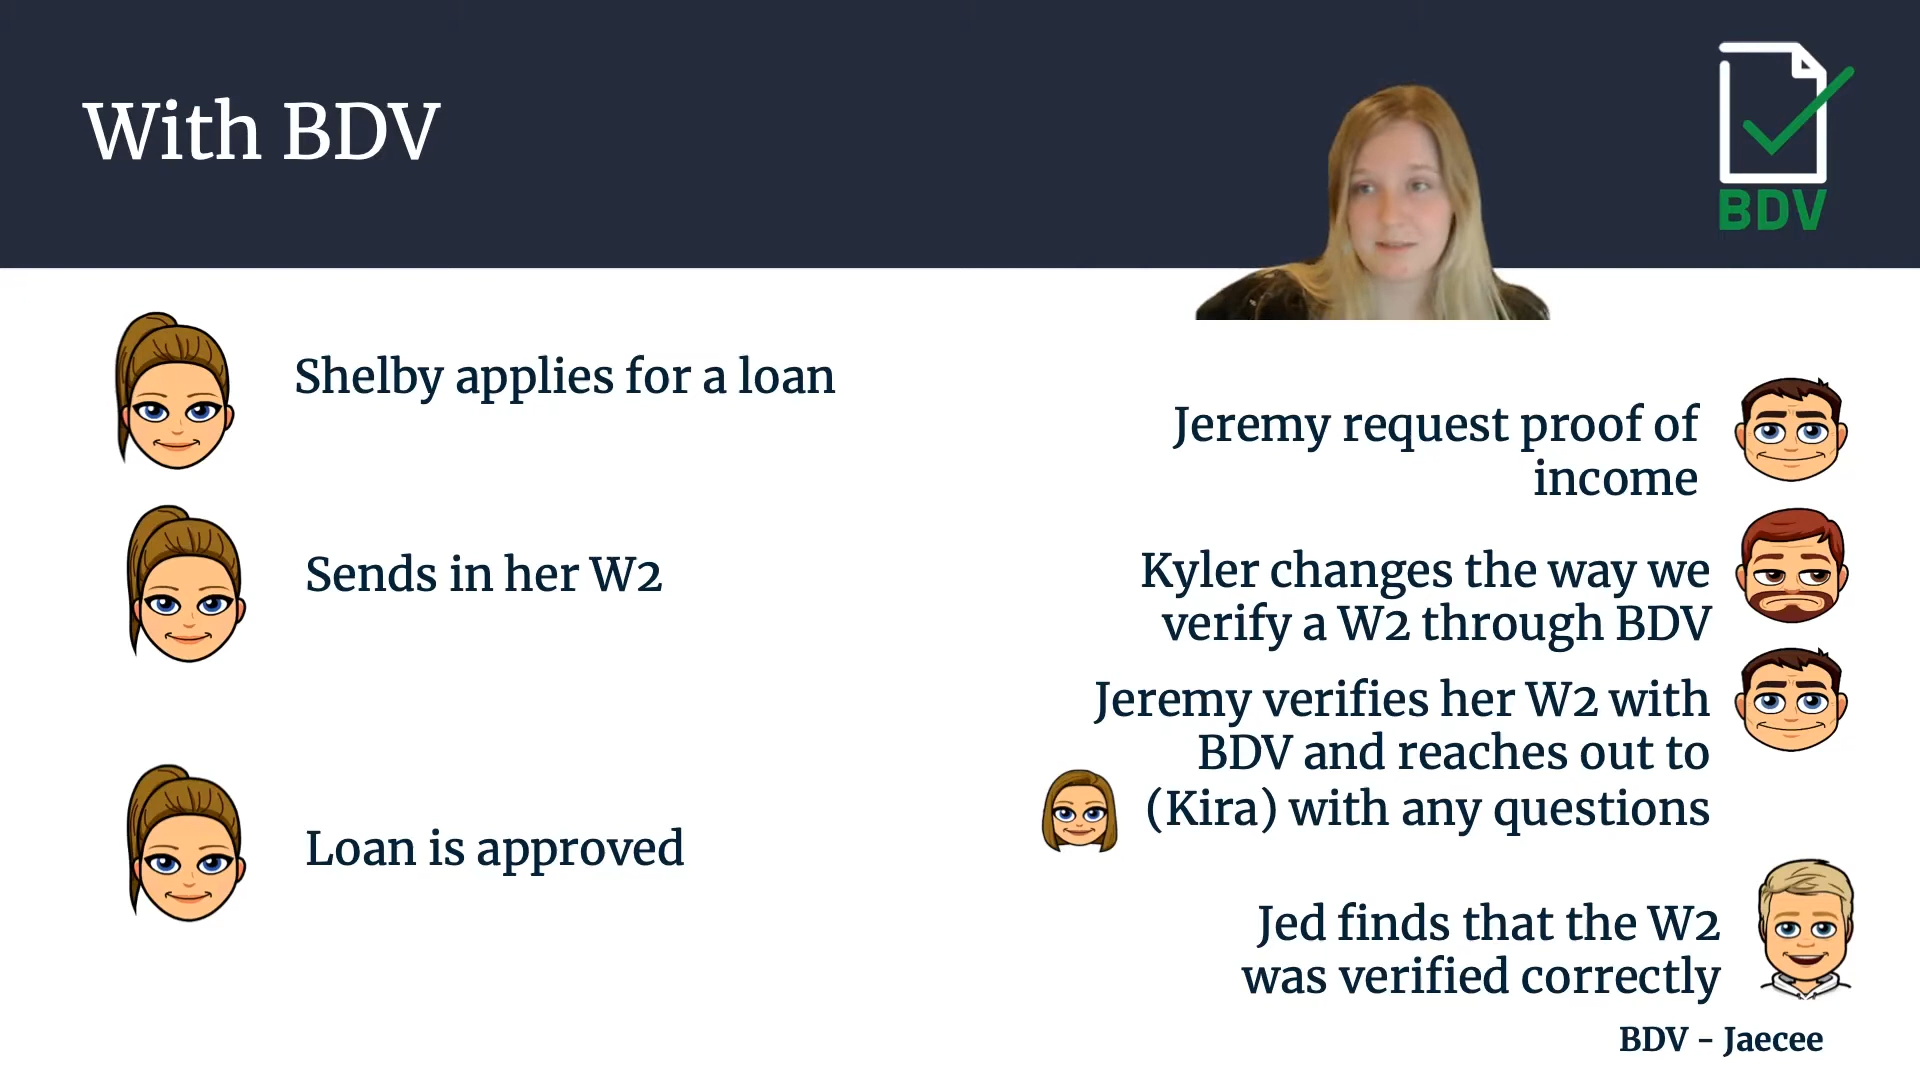 With BDV
BDV
Shelby applies for a loan
Jeremy request proof of
income
Sends in her W2
Kyler changes the way we
verify a W2 through BDV
Jeremy verifies her W2 with
BDV and reaches out to
(Kira) with any questions
Loan is approved
Jed finds that the W2
was verified correctly
BDV - Jaecee